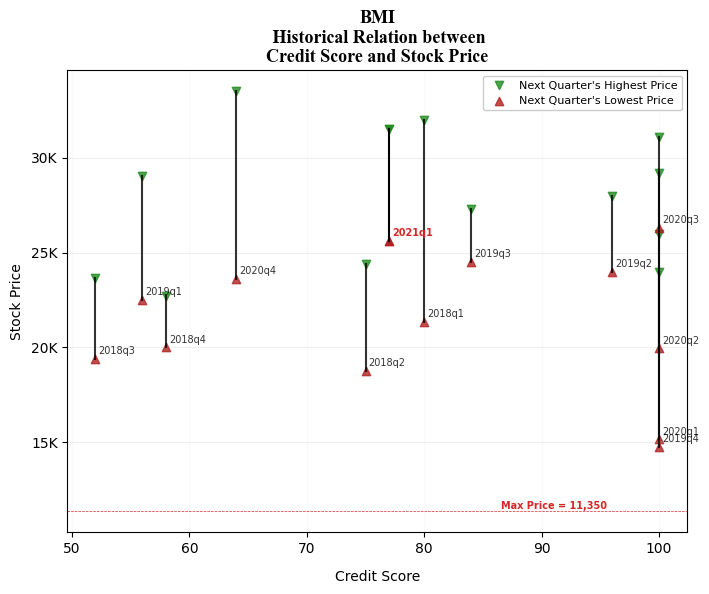 BMI
Historical Relation between
Credit Score and Stock Price
Next Quarter's Highest Price
Next Quarter's Lowest Price
30K
25K
20K
15K
Stock Price
2020q3
2021q1
2019q3
2019q2
2020q4
2019q1
2018q1
2018q4
2020q2
2018q3
2018q2
2020q1
2019q4
Max Price = 11,350
50 60 70 80 90 100
Credit Score